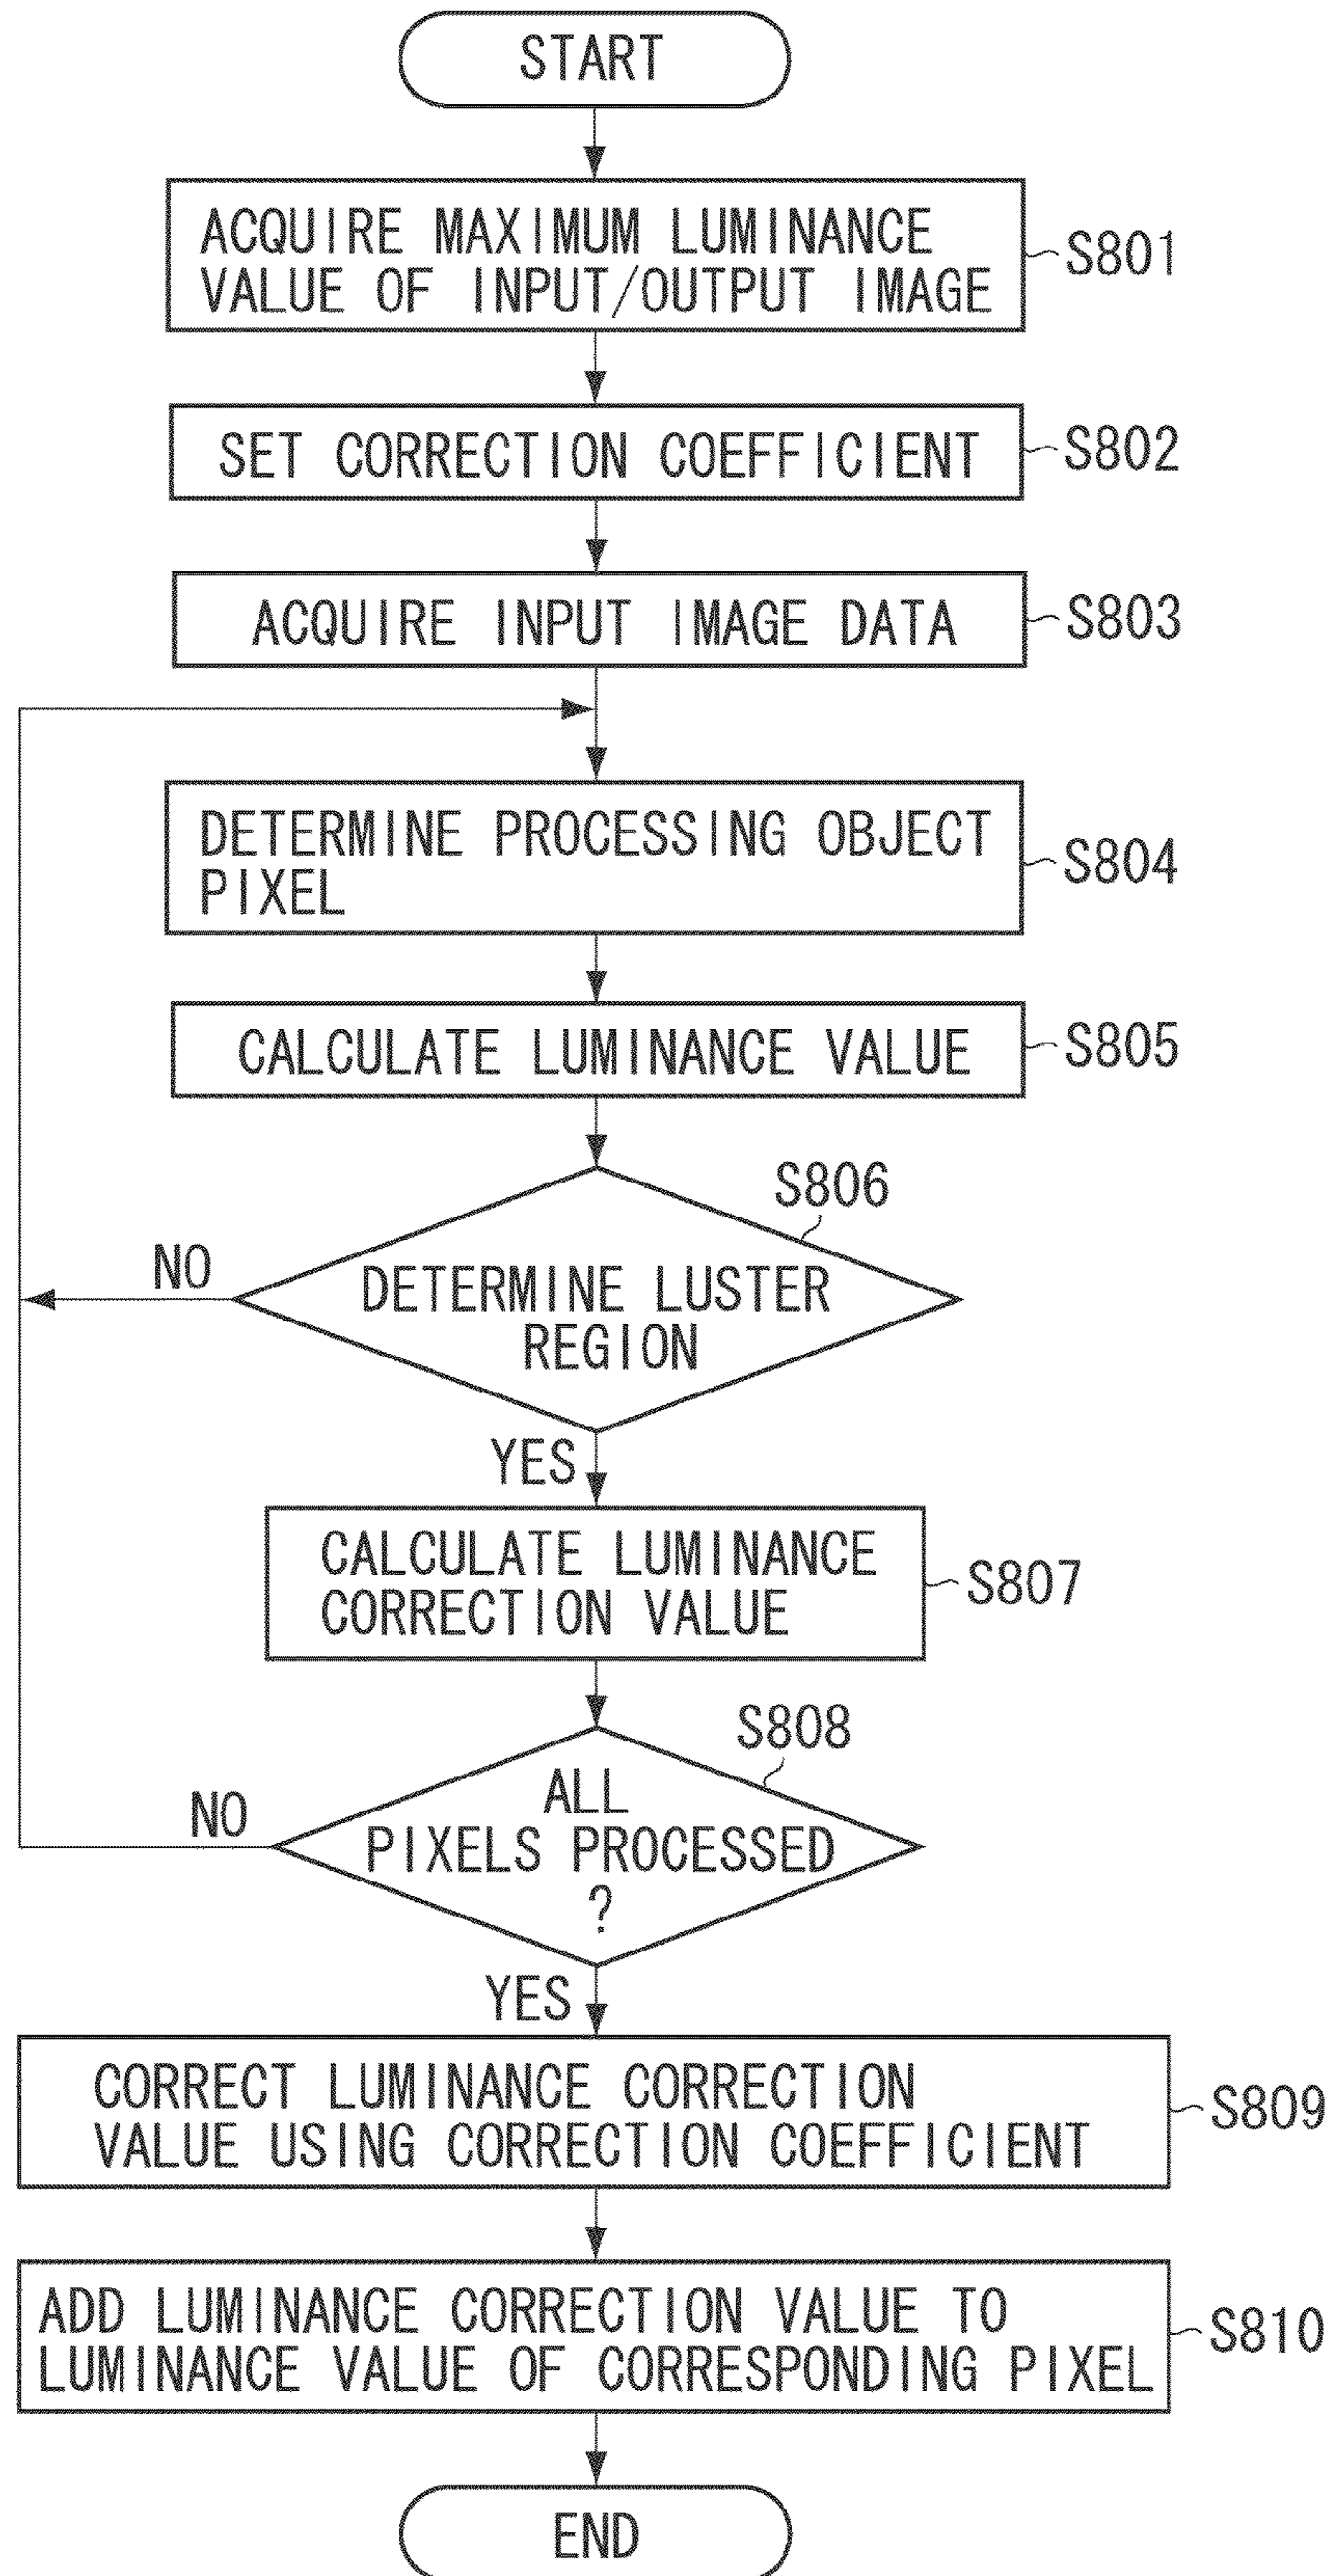 START
ACQUIRE MAXIMUM LUMINANCE
VALUE OF INPUT/OUTPUT IMAGE
S801
SET CORRECTION COEFFICIENT
S802
ACQUIRE INPUT IMAGE DATA
S803
DETERMINE PROCESSING OBJECT
PIXEL
S804
CALCULATE LUMINANCE VALUE
S805
S806
NO
DETERMINE LUSTER
REGION
YES
CALCULATE LUMINANCE
CORRECTION VALUE
S807
S808
NO
ALL
PIXELS PROCESSED
?
YES
CORRECT LUMINANCE CORRECTION
VALUE USING CORRECTION COEFFICIENT
S809
ADD LUMINANCE CORRECTION VALUE TO
LUMINANCE VALUE OF CORRESPONDING PIXEL
S810
END